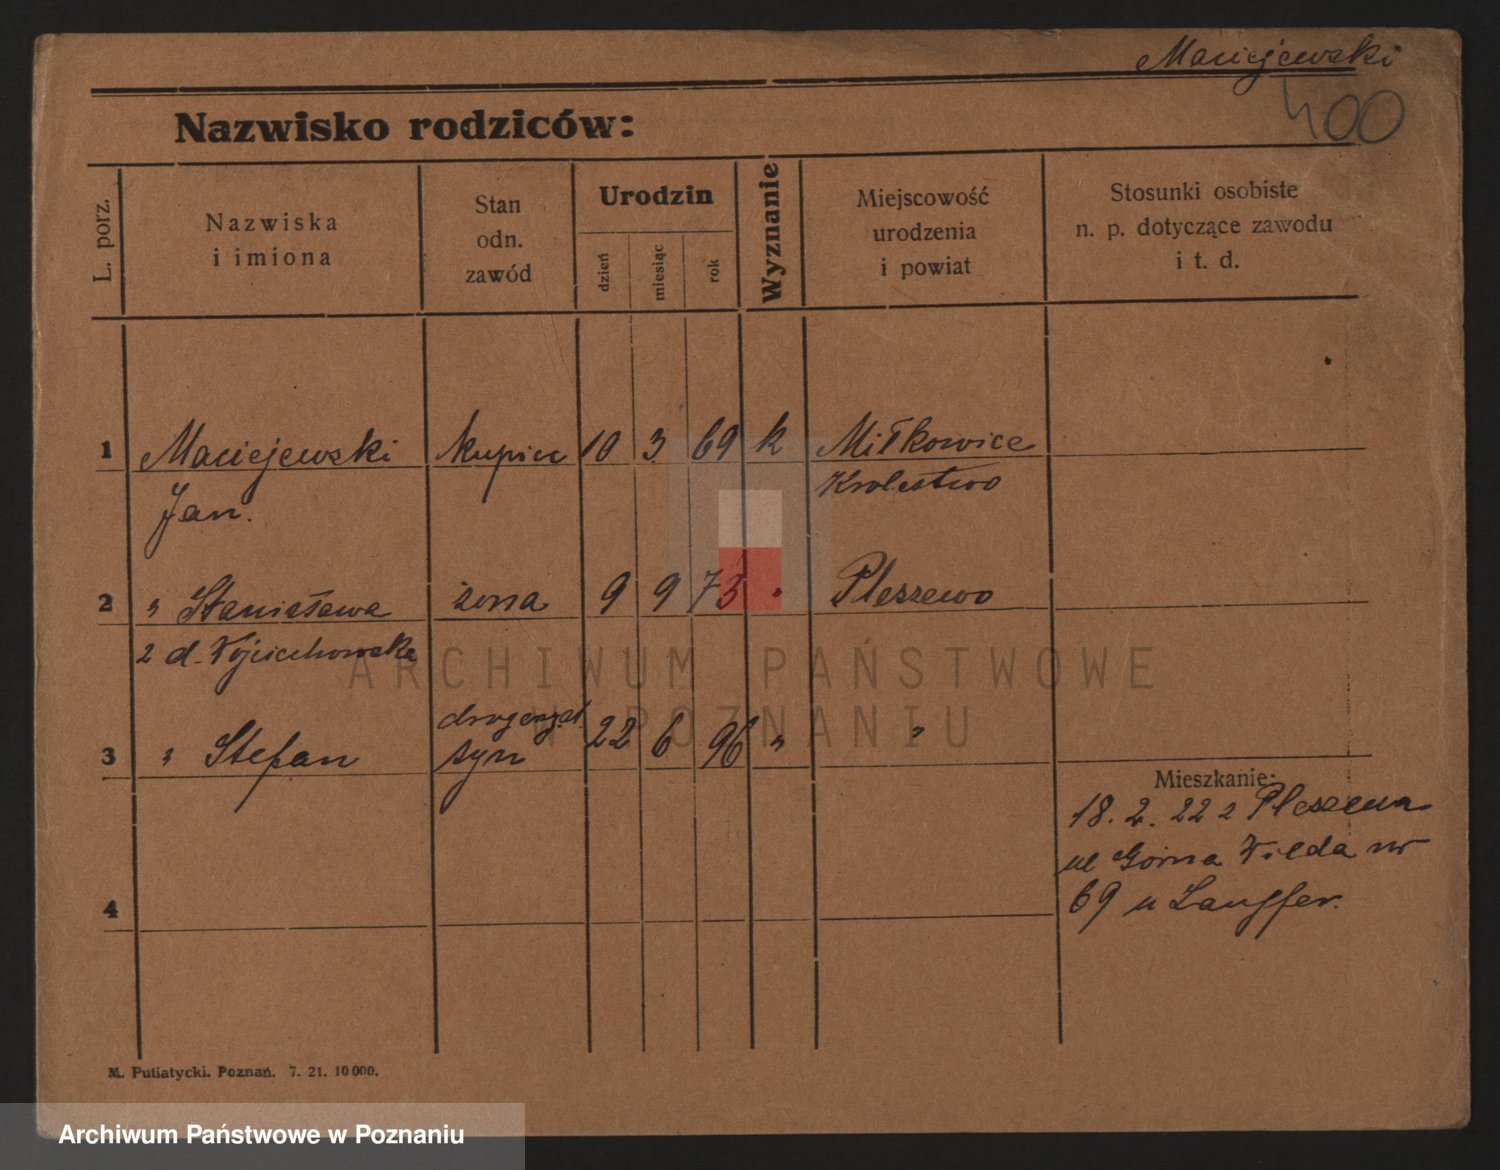 Maciejewski
400
Nazwisko rodziców:
L. porz.
Nazwiska
i imiona
Stan
odn.
zawód
Urodzin
dzień
miesiąc
rok
Wyznanie
Miejscowość
urodzenia
i powiat
Stosunki osobiste
n. p. dotyczące zawodu
i t. d.
1 Maciejewski kupiec 10 3 69 k Miłkowice
Jan. Krolestwo
2 " Stanisława żona 9 9 73 " Pleszewo
z d. Wojciechowska
drogerzyst
3 " Stefan syn 22 6 96 " "
Mieszkanie:
18. 2. 22 z Pleszewa
ul Górna Wilda nr
69 u Lauffer.
4
M. Putiatycki. Poznań. 7. 21. 10 000.
ARCHIWUM PAŃSTWOWE
W POZNANIU
Archiwum Państwowe w Poznaniu